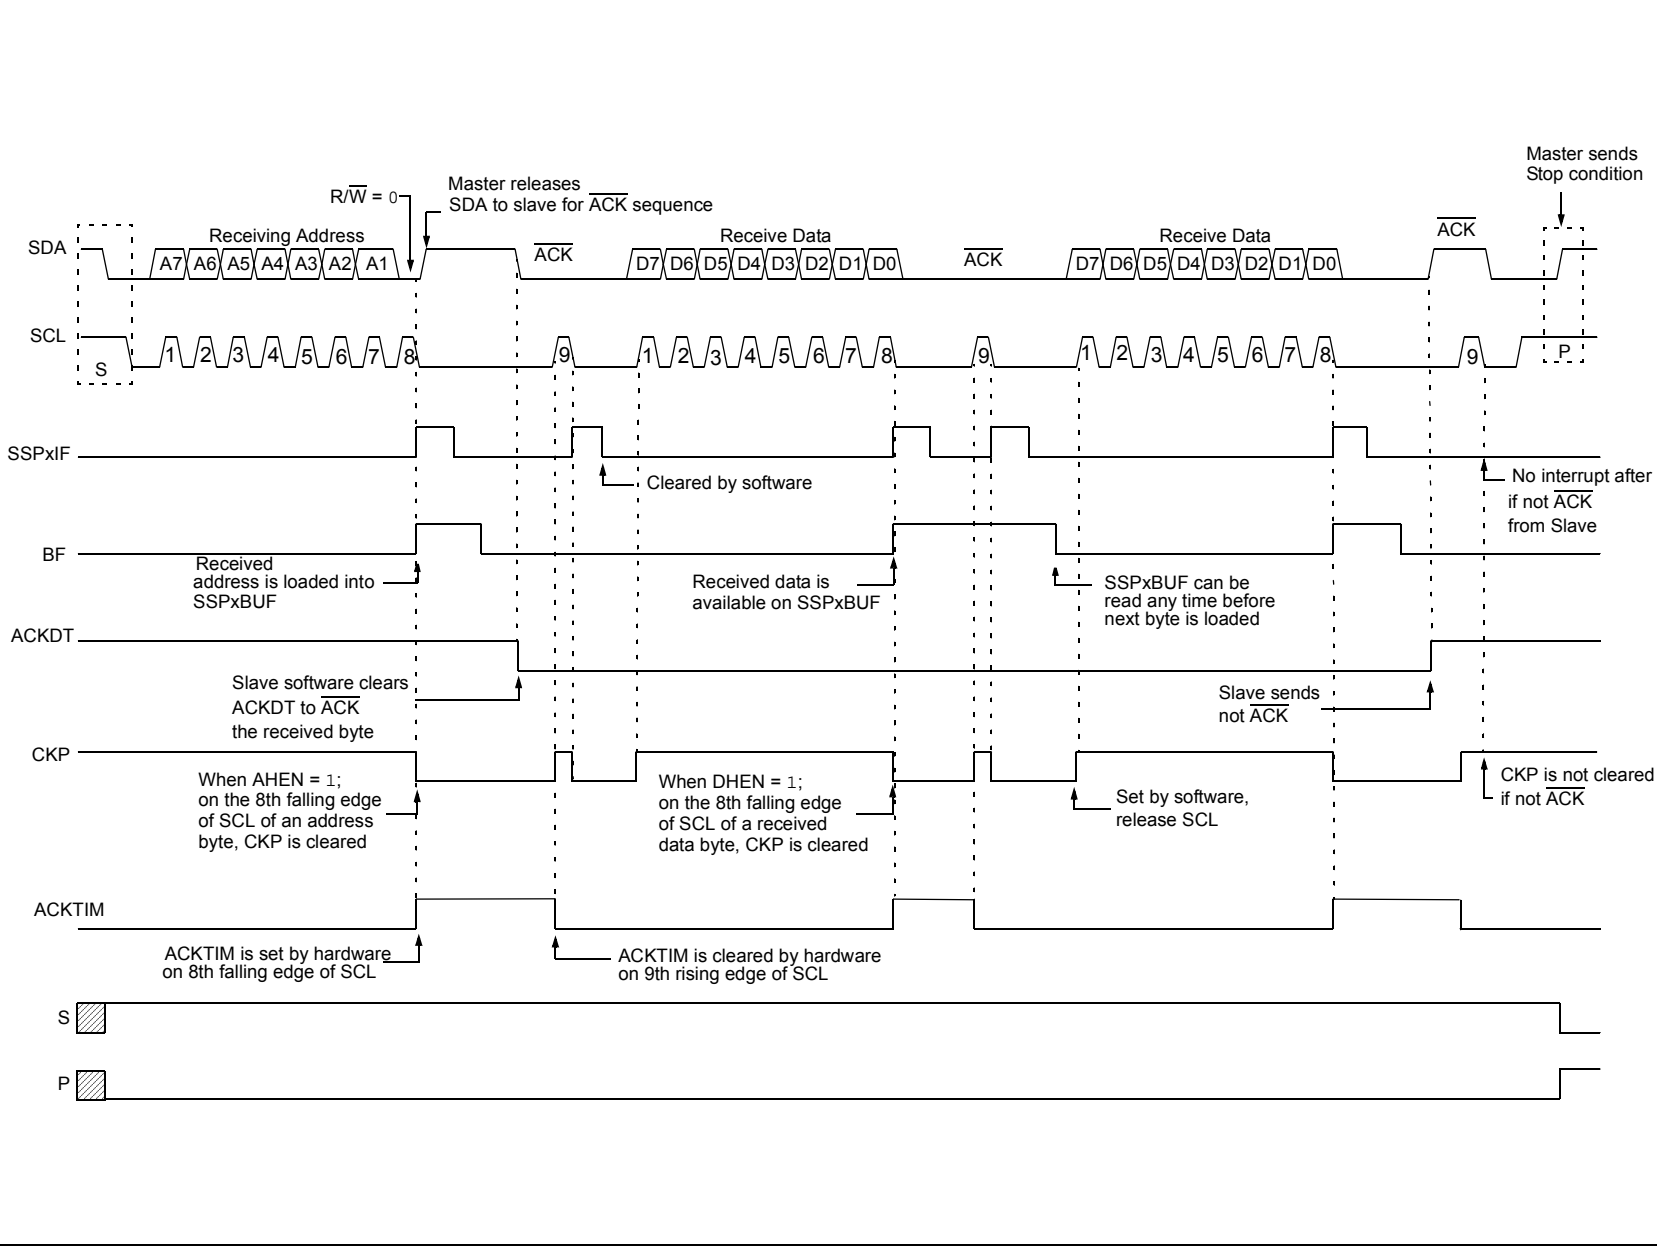 Master sends
Stop condition
Master releases
SDA to slave for ACK sequence
R/W = 0
SDA
Receiving Address
ACK
Receive Data
ACK
Receive Data
ACK
A7 A6 A5 A4 A3 A2 A1
D7 D6 D5 D4 D3 D2 D1 D0
D7 D6 D5 D4 D3 D2 D1 D0
SCL
S
1 2 3 4 5 6 7 8 9
1 2 3 4 5 6 7 8 9
1 2 3 4 5 6 7 8 9
P
SSPxIF
Cleared by software
No interrupt after
if not ACK
from Slave
BF
Received
address is loaded into
SSPxBUF
Received data is
available on SSPxBUF
SSPxBUF can be
read any time before
next byte is loaded
ACKDT
Slave software clears
ACKDT to ACK
the received byte
Slave sends
not ACK
CKP
When AHEN = 1;
on the 8th falling edge
of SCL of an address
byte, CKP is cleared
When DHEN = 1;
on the 8th falling edge
of SCL of a received
data byte, CKP is cleared
Set by software,
release SCL
CKP is not cleared
if not ACK
ACKTIM
ACKTIM is set by hardware
on 8th falling edge of SCL
ACKTIM is cleared by hardware
on 9th rising edge of SCL
S
P